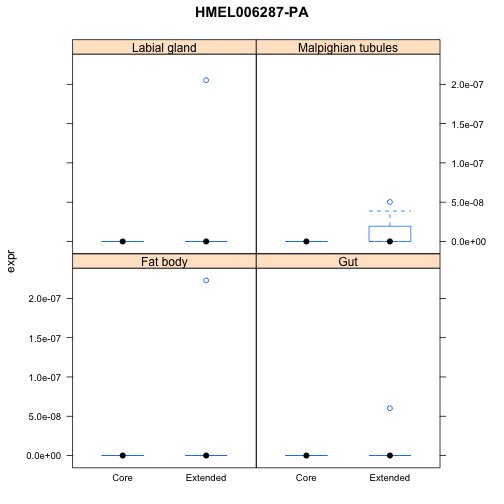 HMEL006287-PA
Labial gland
Malpighian tubules
2.0e-07
1.5e-07
1.0e-07
5.0e-08
0.0e+00
expr
Fat body
Gut
2.0e-07
1.5e-07
1.0e-07
5.0e-08
0.0e+00
Core
Extended
Core
Extended